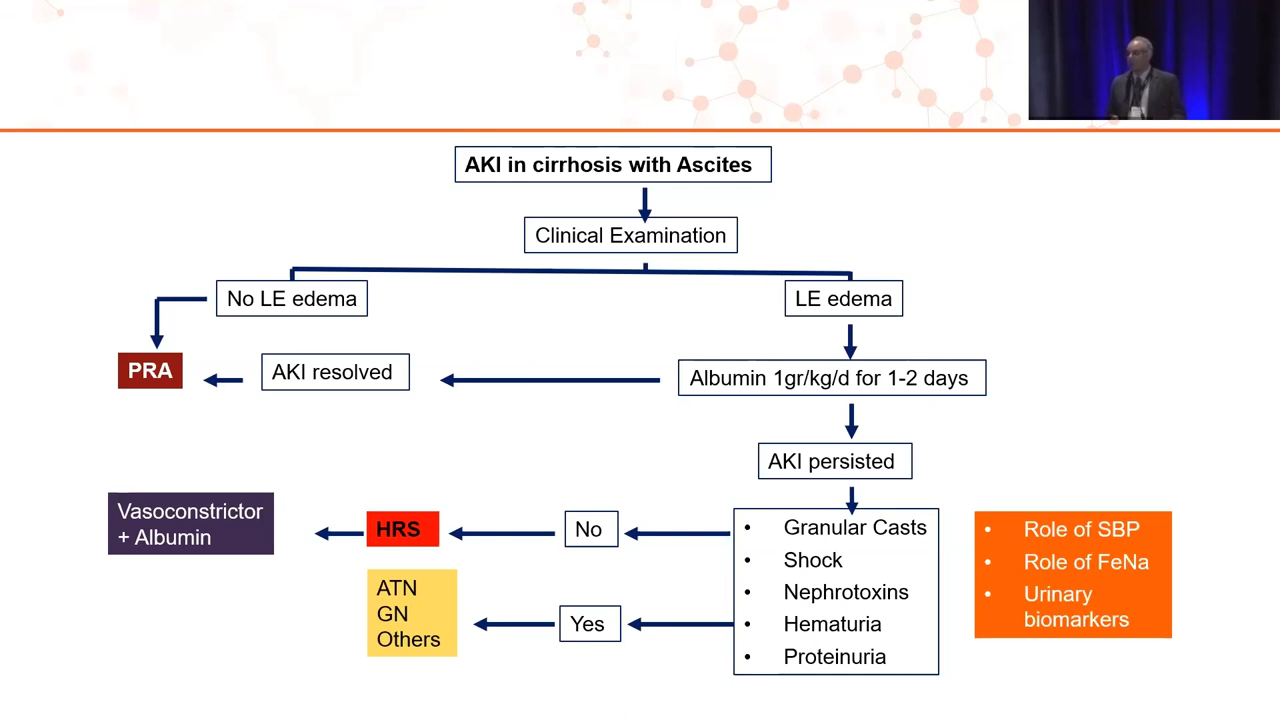 AKI in cirrhosis with Ascites
Clinical Examination
No LE edema
LE edema
PRA
AKI resolved
Albumin 1gr/kg/d for 1-2 days
AKI persisted
Vasoconstrictor
+ Albumin
HRS
No
• Granular Casts
• Shock
• Nephrotoxins
• Hematuria
• Proteinuria
ATN
GN
Others
Yes
• Role of SBP
• Role of FeNa
• Urinary
biomarkers